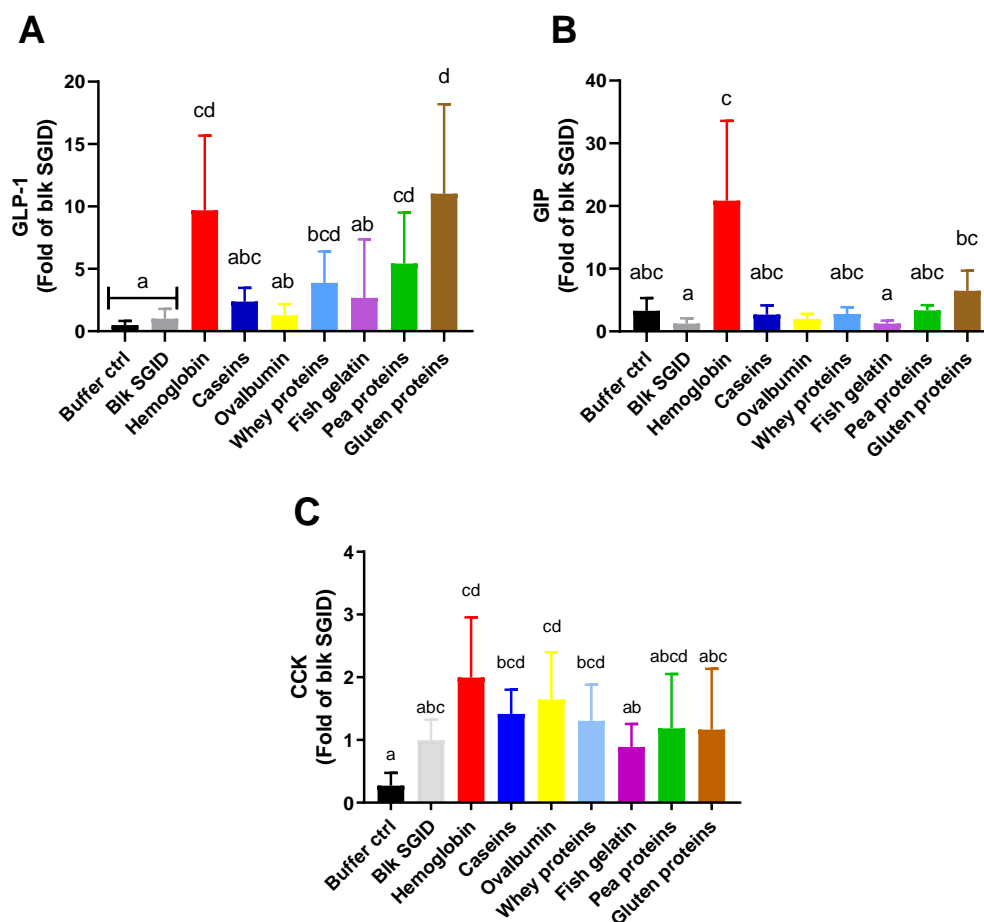 A
GLP-1
(Fold of blk SGID)
20
15
10
5
0
a
cd
abc
ab
bcd
ab
cd
d
Buffer ctrl
Blk SGID
Hemoglobin
Caseins
Ovalbumin
Whey proteins
Fish gelatin
Pea proteins
Gluten proteins
B
GIP
(Fold of blk SGID)
40
30
20
10
0
abc
a
c
abc
abc
a
abc
bc
Buffer ctrl
Blk SGID
Hemoglobin
Caseins
Ovalbumin
Whey proteins
Fish gelatin
Pea proteins
Gluten proteins
C
CCK
(Fold of blk SGID)
4
3
2
1
0
a
abc
cd
bcd
cd
bcd
ab
abcd
abc
Buffer ctrl
Blk SGID
Hemoglobin
Caseins
Ovalbumin
Whey proteins
Fish gelatin
Pea proteins
Gluten proteins